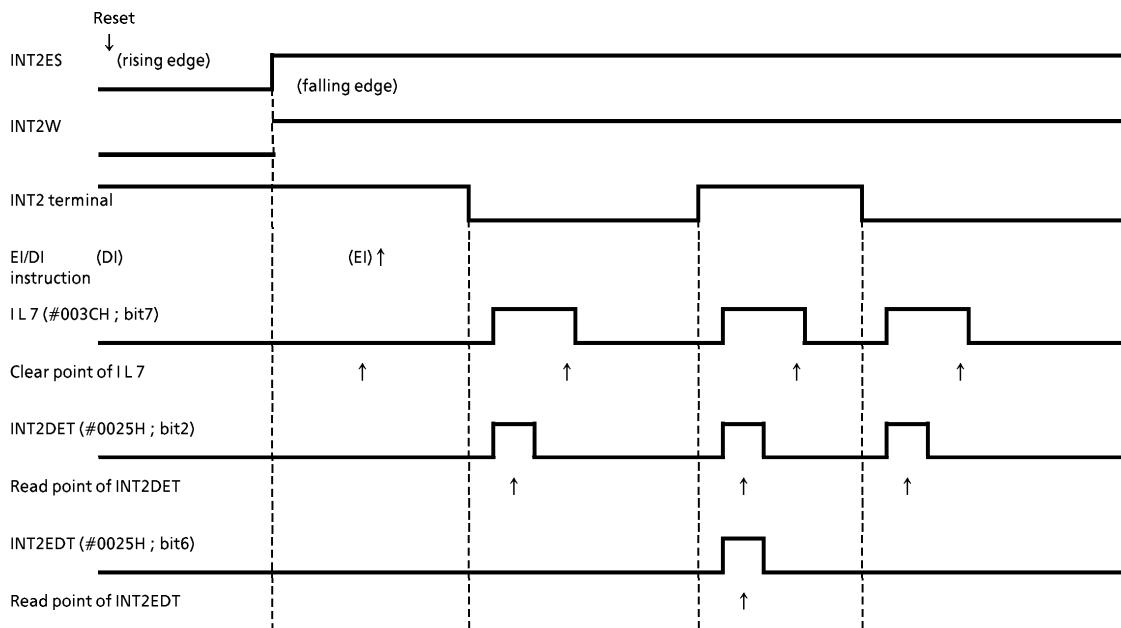 Reset
↓
INT2ES (rising edge)
(falling edge)
INT2W
INT2 terminal
EI/DI (DI) (EI) ↑
instruction
I L 7 (#003CH ; bit7)
Clear point of I L 7 ↑ ↑ ↑ ↑
INT2DET (#0025H ; bit2)
Read point of INT2DET ↑ ↑ ↑
INT2EDT (#0025H ; bit6)
Read point of INT2EDT ↑